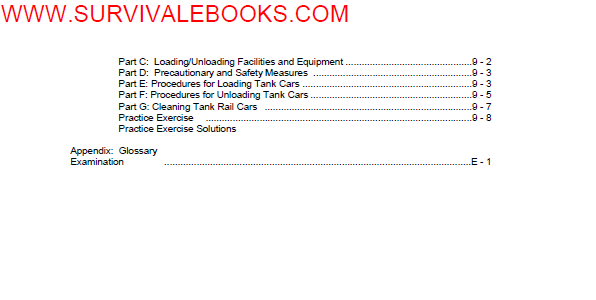 WWW.SURVIVALEBOOKS.COM
Part C: Loading/Unloading Facilities and Equipment ................................................9 - 2
Part D: Precautionary and Safety Measures ............................................................9 - 3
Part E: Procedures for Loading Tank Cars ................................................................9 - 3
Part F: Procedures for Unloading Tank Cars .............................................................9 - 5
Part G: Cleaning Tank Rail Cars ..............................................................................9 - 7
Practice Exercise ....................................................................................................9 - 8
Practice Exercise Solutions
Appendix: Glossary
Examination ....................................................................................................................E - 1